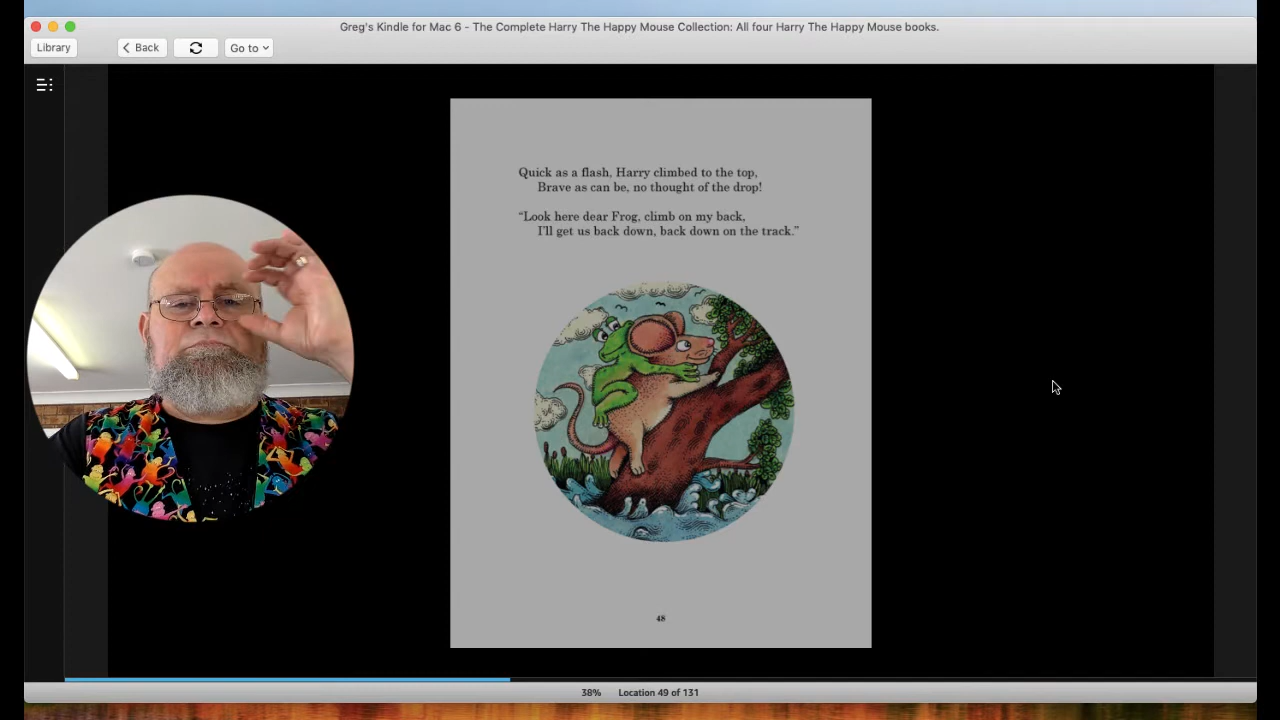 Greg's Kindle for Mac 6 - The Complete Harry The Happy Mouse Collection: All four Harry The Happy Mouse books.
Library
Back
Go to
Quick as a flash, Harry climbed to the top,
Brave as can be, no thought of the drop!
“Look here dear Frog, climb on my back,
I’ll get us back down, back down on the track.”
48
38% Location 49 of 131